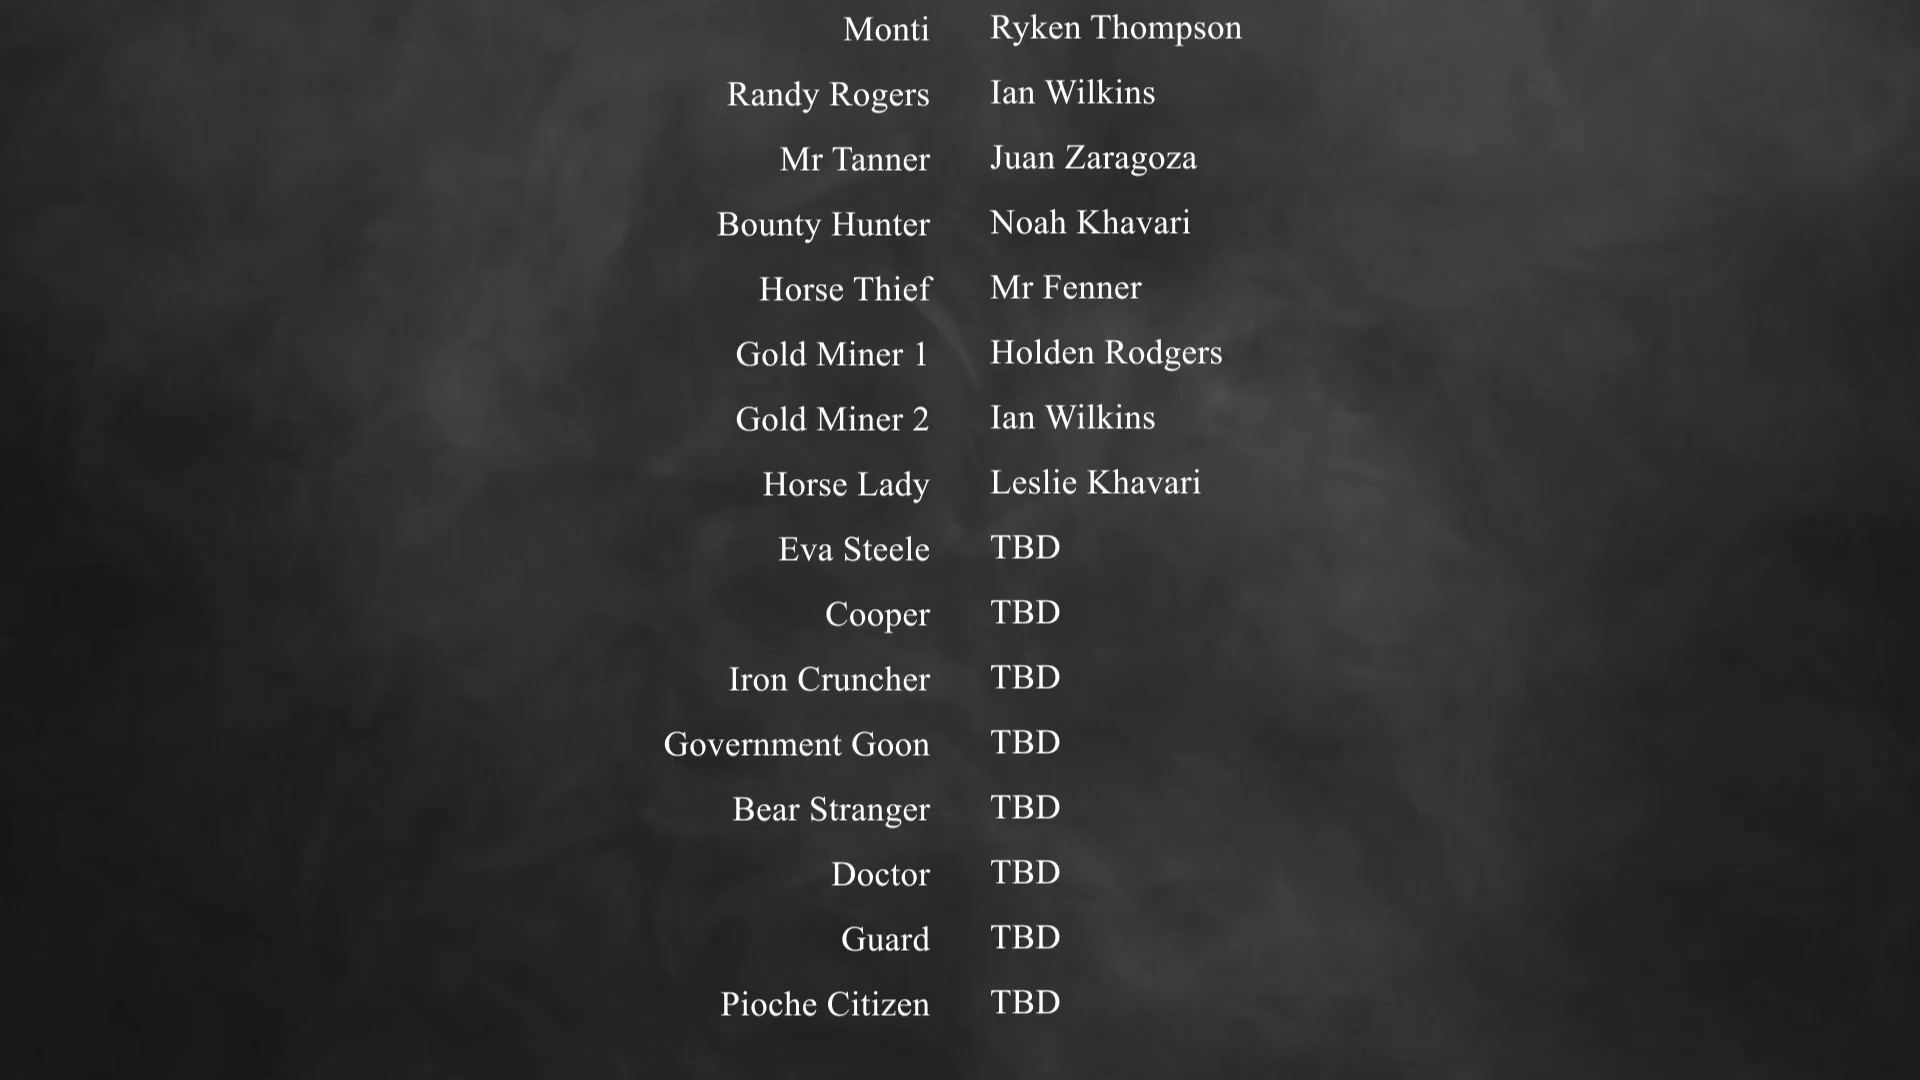 Monti Ryken Thompson
Randy Rogers Ian Wilkins
Mr Tanner Juan Zaragoza
Bounty Hunter Noah Khavari
Horse Thief Mr Fenner
Gold Miner 1 Holden Rodgers
Gold Miner 2 Ian Wilkins
Horse Lady Leslie Khavari
Eva Steele TBD
Cooper TBD
Iron Cruncher TBD
Government Goon TBD
Bear Stranger TBD
Doctor TBD
Guard TBD
Pioche Citizen TBD